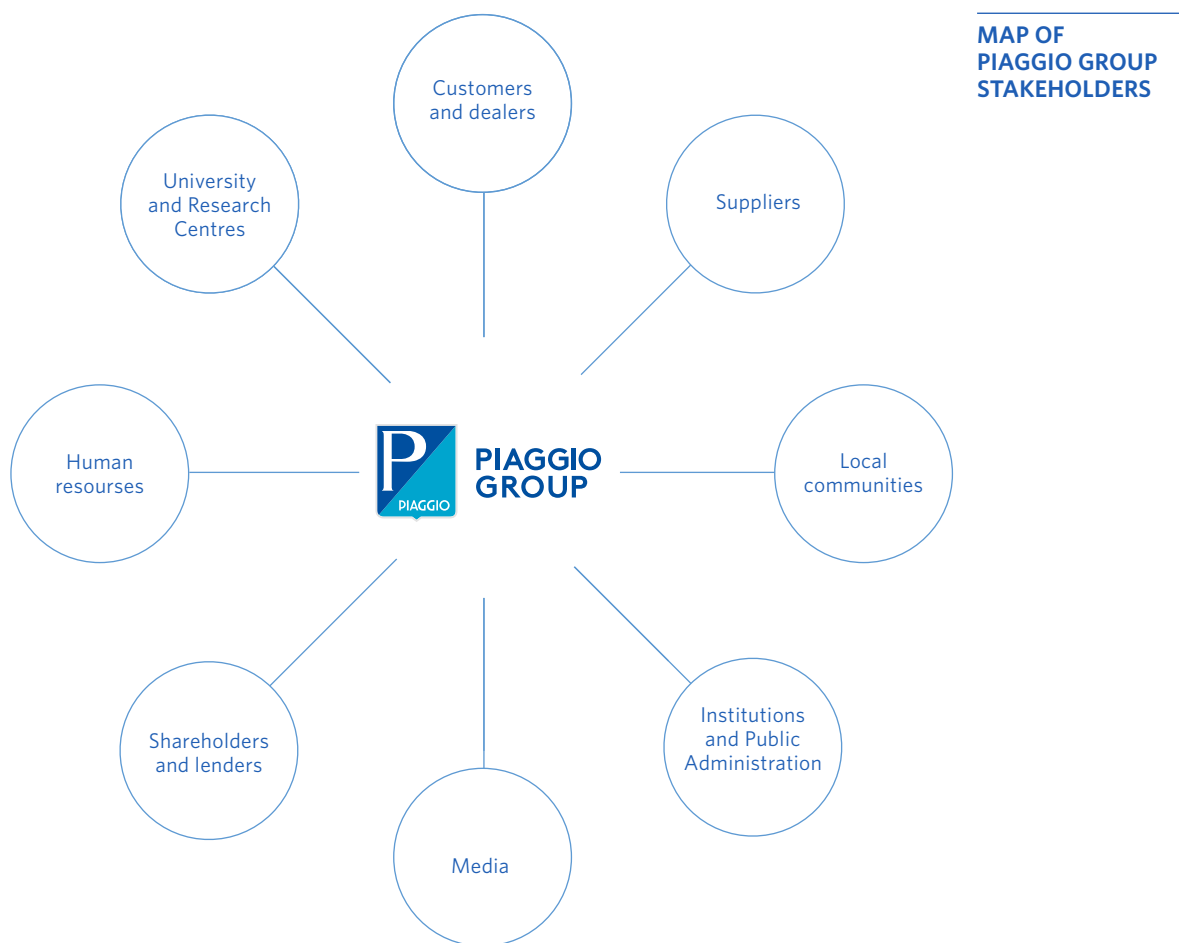 MAP OF
PIAGGIO GROUP
STAKEHOLDERS
Customers
and dealers
University
and Research
Centres
Suppliers
Human
resourses
P
PIAGGIO
PIAGGIO
GROUP
Local
communities
Shareholders
and lenders
Institutions
and Public
Administration
Media